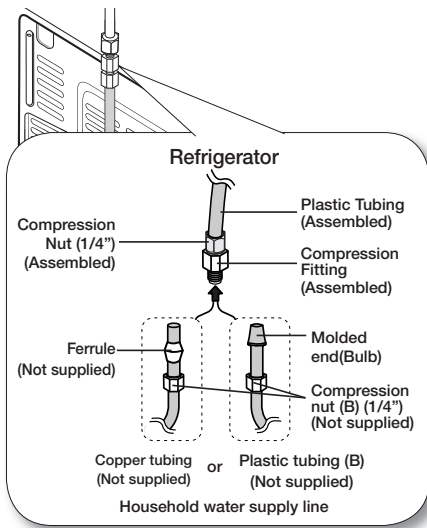 Refrigerator
Compression
Nut (1/4”)
(Assembled)
Plastic Tubing
(Assembled)
Compression
Fitting
(Assembled)
Ferrule
(Not supplied)
Molded
end(Bulb)
Compression
nut (B) (1/4”)
(Not supplied)
Copper tubing
(Not supplied)
or
Plastic tubing (B)
(Not supplied)
Household water supply line